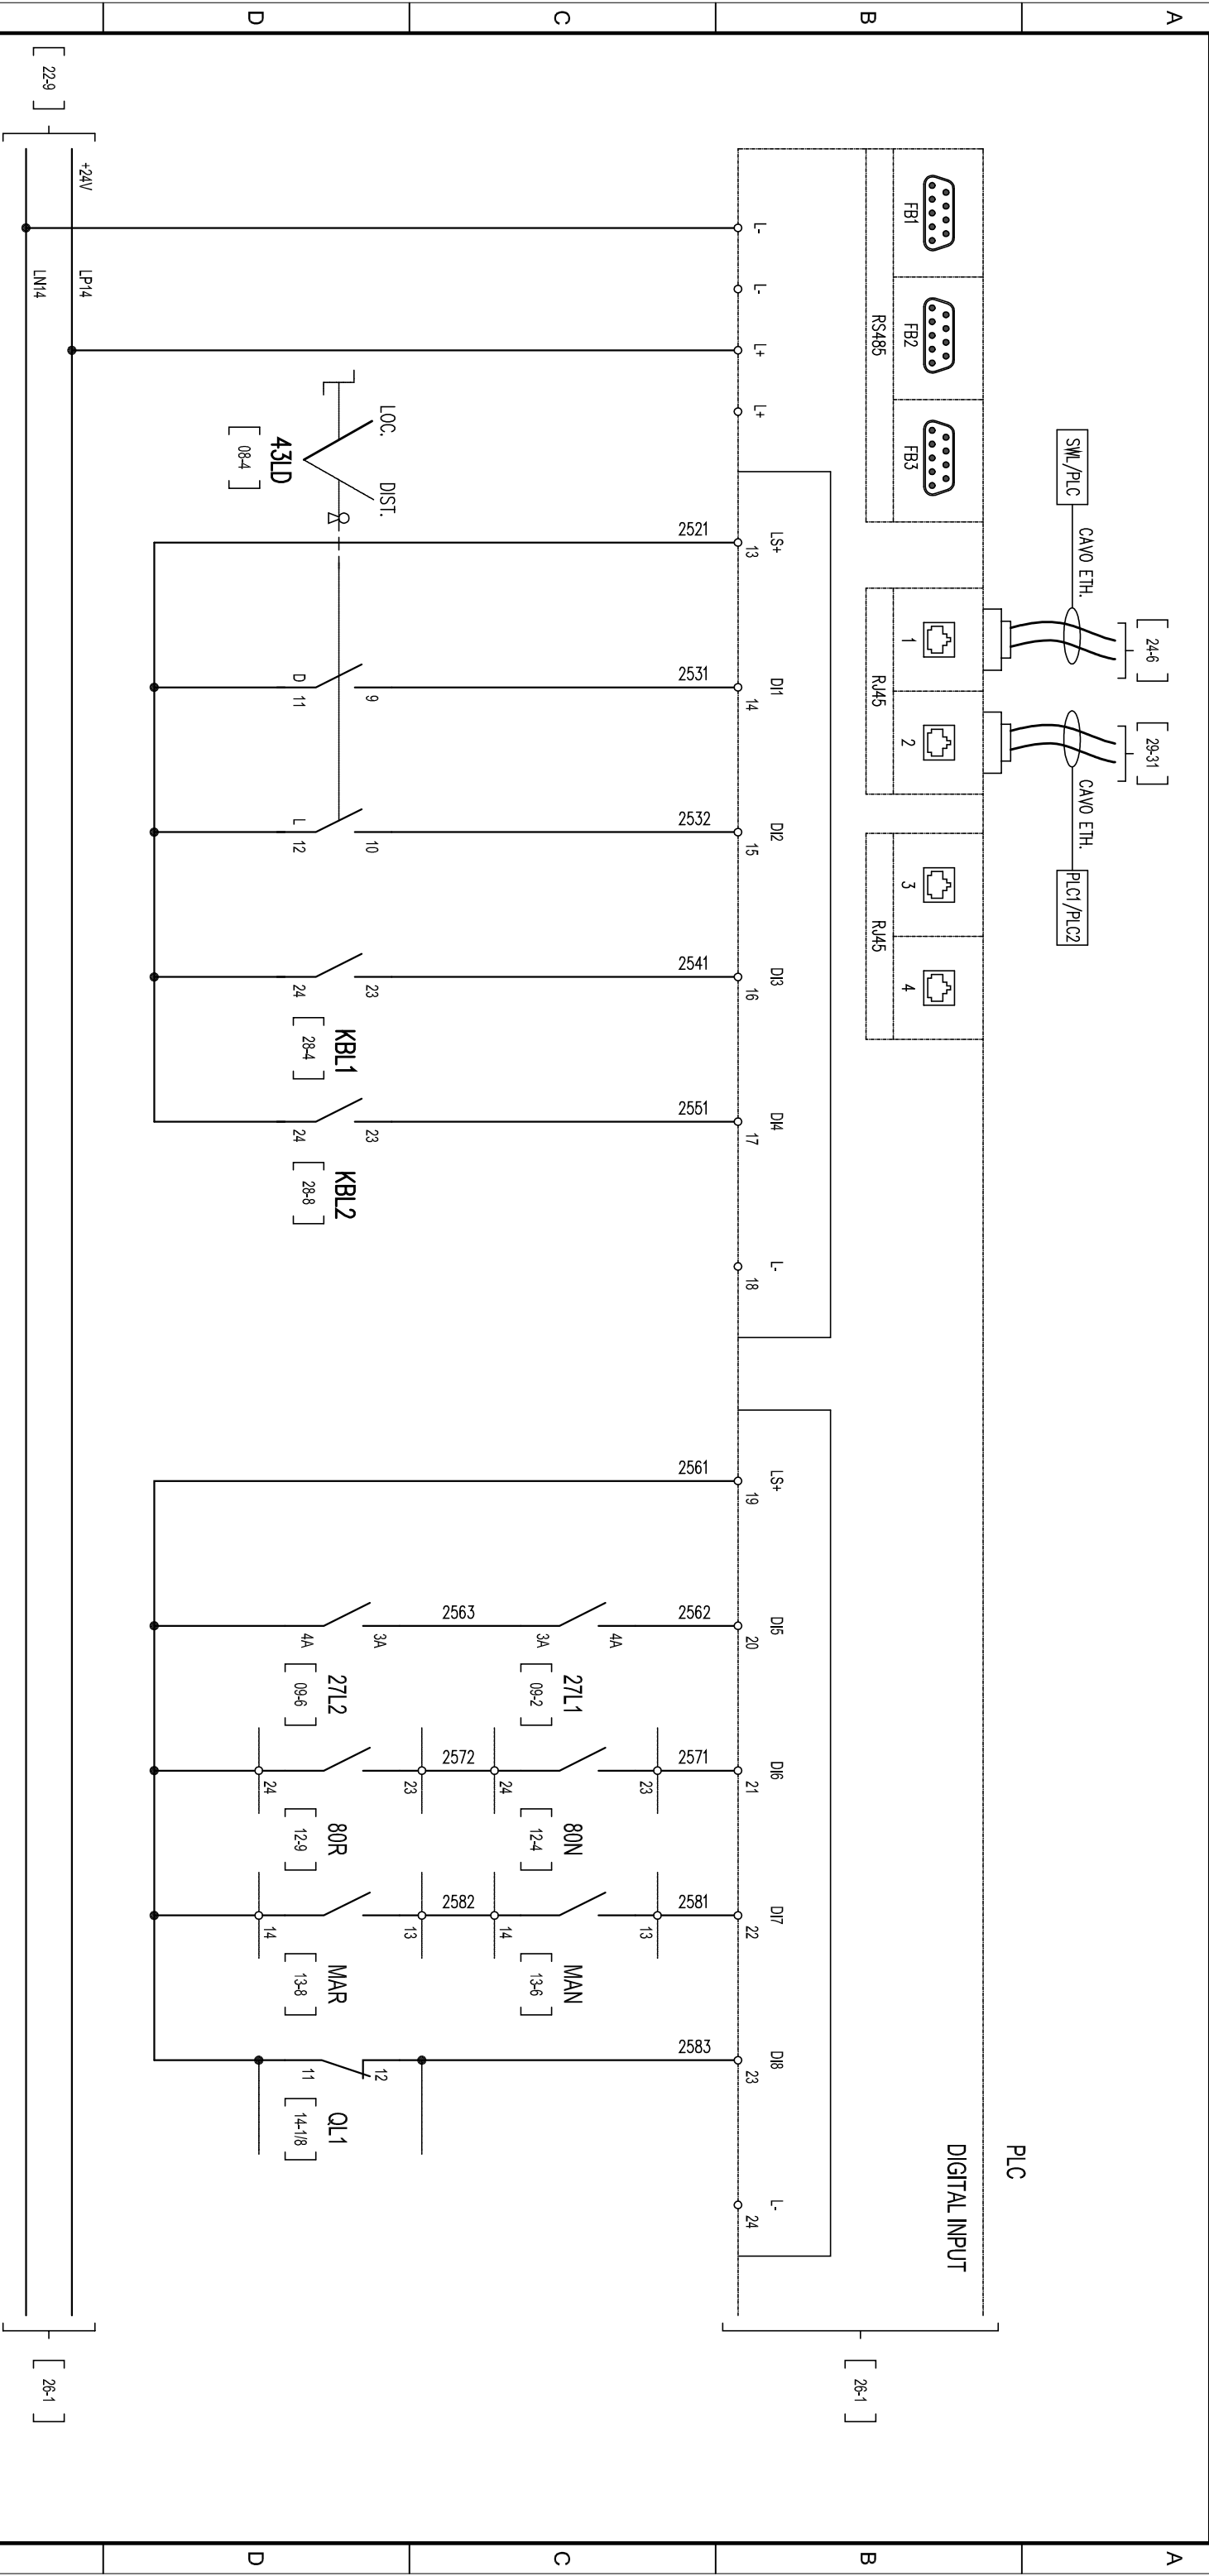 A
B
C
D
PLC
DIGITAL INPUT
[24-6]
[29-31]
SWL/PLC
CAVO ETH.
CAVO ETH.
PLC1/PLC2
FB1
FB2
FB3
RS485
1
2
RJ45
3
4
RJ45
[26-1]
L-
L-
L+
L+
LS+
13
DI1
14
DI2
15
DI3
16
DI4
17
L-
18
LS+
19
DI5
20
DI6
21
DI7
22
DI8
23
L-
24
2521
2531
2532
2541
2551
2561
2562
2571
2581
2583
4A
3A
27L1
[09-2]
23
24
80N
[12-4]
13
14
MAN
[13-6]
2563
2572
2582
LOC.
DIST.
43LD
[08-4]
9
D
11
10
L
12
23
24
KBL1
[28-4]
23
24
KBL2
[28-8]
3A
4A
27L2
[09-6]
23
24
80R
[12-9]
13
14
MAR
[13-8]
12
11
QL1
[14-1/8]
+24V
LP14
LN14
[22-9]
[26-1]
A
B
C
D